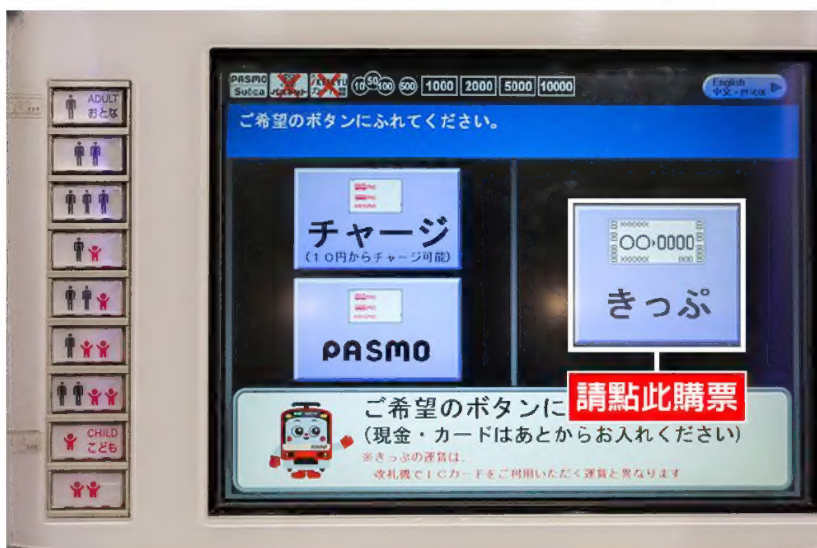 ADULT
おとな
CHILD
こども
PASMO
Suica
10 50 100 500 1000 2000 5000 10000
English
中文・한국어
ご希望のボタンにふれてください。
チャージ
(10円からチャージ可能)
PASMO
きっぷ
請點此購票
ご希望のボタンに
(現金・カードはあとからお入れください)
※きっぷの運賃は、
改札機でICカードをご利用いただく運賃と異なります